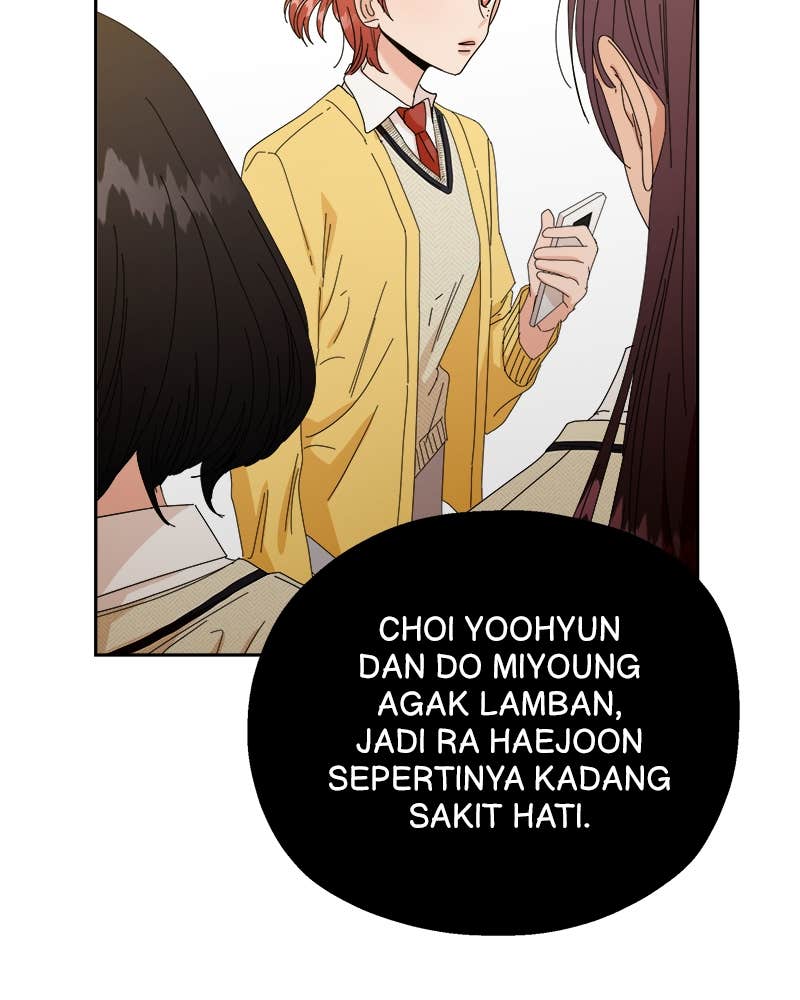 CHOI YOOHYUN
DAN DO MIYOUNG
AGAK LAMBAN,
JADI RA HAEJOON
SEPERTINYA KADANG
SAKIT HATI.